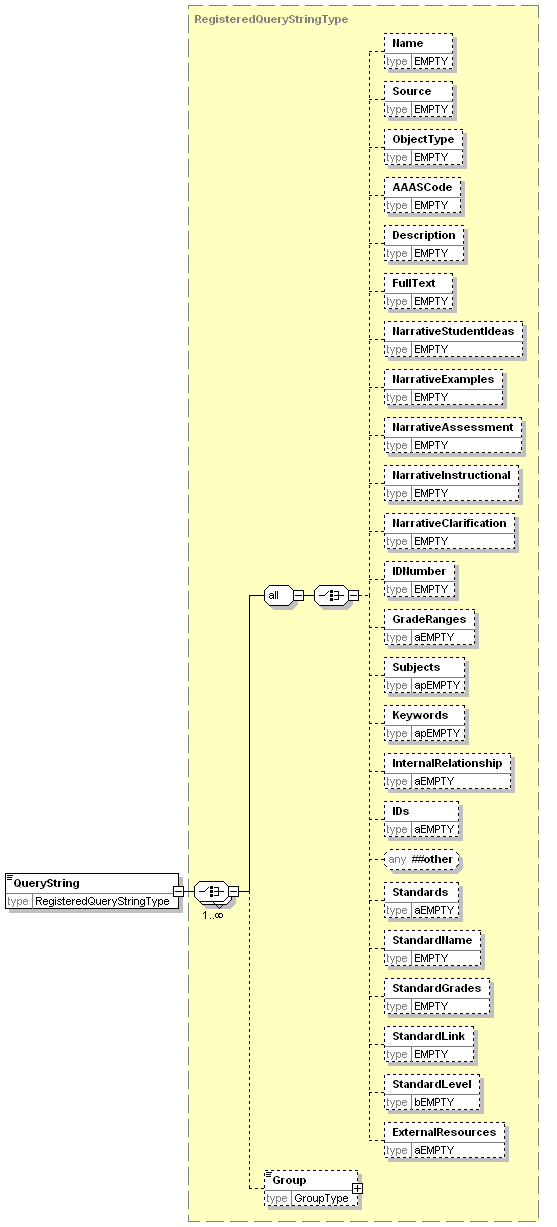 RegisteredQueryStringType
Name
type EMPTY
Source
type EMPTY
ObjectType
type EMPTY
AAASCode
type EMPTY
Description
type EMPTY
FullText
type EMPTY
NarrativeStudentIdeas
type EMPTY
NarrativeExamples
type EMPTY
NarrativeAssessment
type EMPTY
NarrativeInstructional
type EMPTY
NarrativeClarification
type EMPTY
IDNumber
type EMPTY
all
GradeRanges
type aEMPTY
Subjects
type apEMPTY
Keywords
type apEMPTY
InternalRelationship
type aEMPTY
IDs
type aEMPTY
any ##other
QueryString
type RegisteredQueryStringType
1..∞
Standards
type aEMPTY
StandardName
type EMPTY
StandardGrades
type EMPTY
StandardLink
type EMPTY
StandardLevel
type bEMPTY
ExternalResources
type aEMPTY
Group
type GroupType